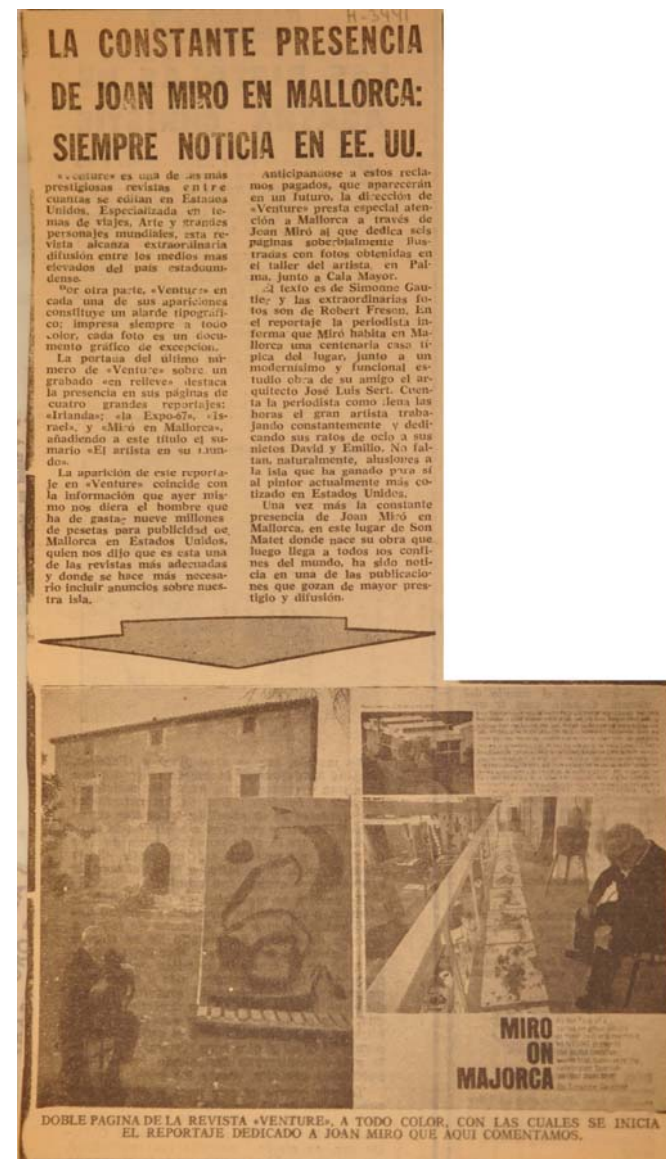 H-3441
LA CONSTANTE PRESENCIA
DE JOAN MIRO EN MALLORCA:
SIEMPRE NOTICIA EN EE. UU.
es una de más
prestigiosas revistas entre
cuantas se editan en Estados
Unidos. Especializada en te-
mas de viajes, Arte y grandes
personajes mundiales, esta re-
vista alcanza extraordinaria
difusión entre los medios mas
elevados del país estadouni-
dense.
Por otra parte, «Venture» en
cada una de sus apariciones
constituye un alarde tipográfi-
co; impresa siempre a todo
color, cada foto es un docu-
mento gráfico de excepción.
La portada del último nú-
mero de «Venture» sobre un
grabado «en relieve» destaca
la presencia en sus páginas de
cuatro grandes reportajes:
«Irlanda»; «la Expo-67», «Is-
rael», y «Miró en Mallorca»,
añadiendo a este título el su-
mario «El artista en su mun-
do».
La aparición de este reporta-
je en «Venture» coincide con
la información que ayer mis-
mo nos diera el hombre que
ha de gastar nueve millones
de pesetas para publicidad de
Mallorca en Estados Unidos,
quien nos dijo que es esta una
de las revistas más adecuadas
y donde se hace más necesa-
rio incluir anuncios sobre nues-
tra isla.
Anticipándose a estos recla-
mos pagados, que aparecerán
en un futuro, la dirección de
«Venture» presta especial aten-
ción a Mallorca a través de
Joan Miró al que dedica seis
páginas soberbialmente ilus-
tradas con fotos obtenidas en
el taller del artista, en Pal-
ma, junto a Cala Mayor.
El texto es de Simonne Gau-
tier y las extraordinarias fo-
tos son de Robert Freson. En
el reportaje la periodista in-
forma que Miró habita en Ma-
llorca una centenaria casa tí-
pica del lugar, junto a un
modernísimo y funcional es-
tudio obra de su amigo el ar-
quitecto José Luis Sert. Cuen-
ta la periodista como llena las
horas el gran artista traba-
jando constantemente y dedi-
cando sus ratos de ocio a sus
nietos David y Emilio. No fal-
tan, naturalmente, alusiones a
la isla que ha ganado para sí
al pintor actualmente más co-
tizado en Estados Unidos.
Una vez más la constante
presencia de Joan Miró en
Mallorca, en este lugar de Son
Matet donde nace su obra que
luego llega a todos los confi-
nes del mundo, ha sido noti-
cia en una de las publicacio-
nes que gozan de mayor pres-
tigio y difusión.
MIRO
ON
MAJORCA
DOBLE PAGINA DE LA REVISTA «VENTURE», A TODO COLOR, CON LAS CUALES SE INICIA
EL REPORTAJE DEDICADO A JOAN MIRO QUE AQUI COMENTAMOS.